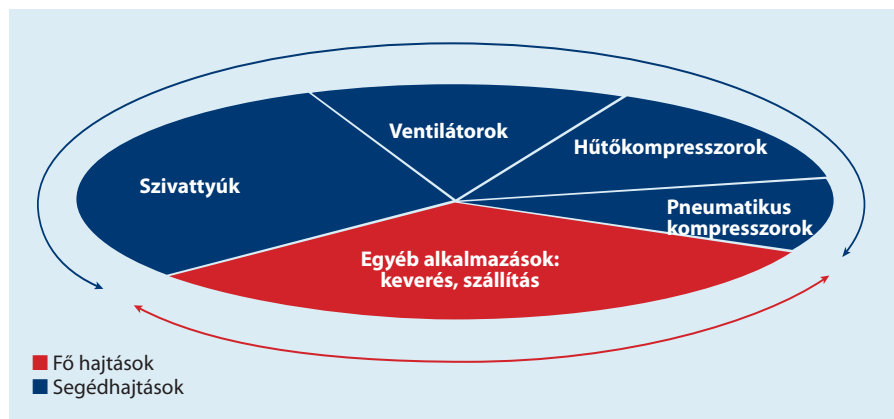 Ventilátorok
Hűtőkompresszorok
Szivattyúk
Pneumatikus
kompresszorok
Egyéb alkalmazások:
keverés, szállítás
Fő hajtások
Segédhajtások